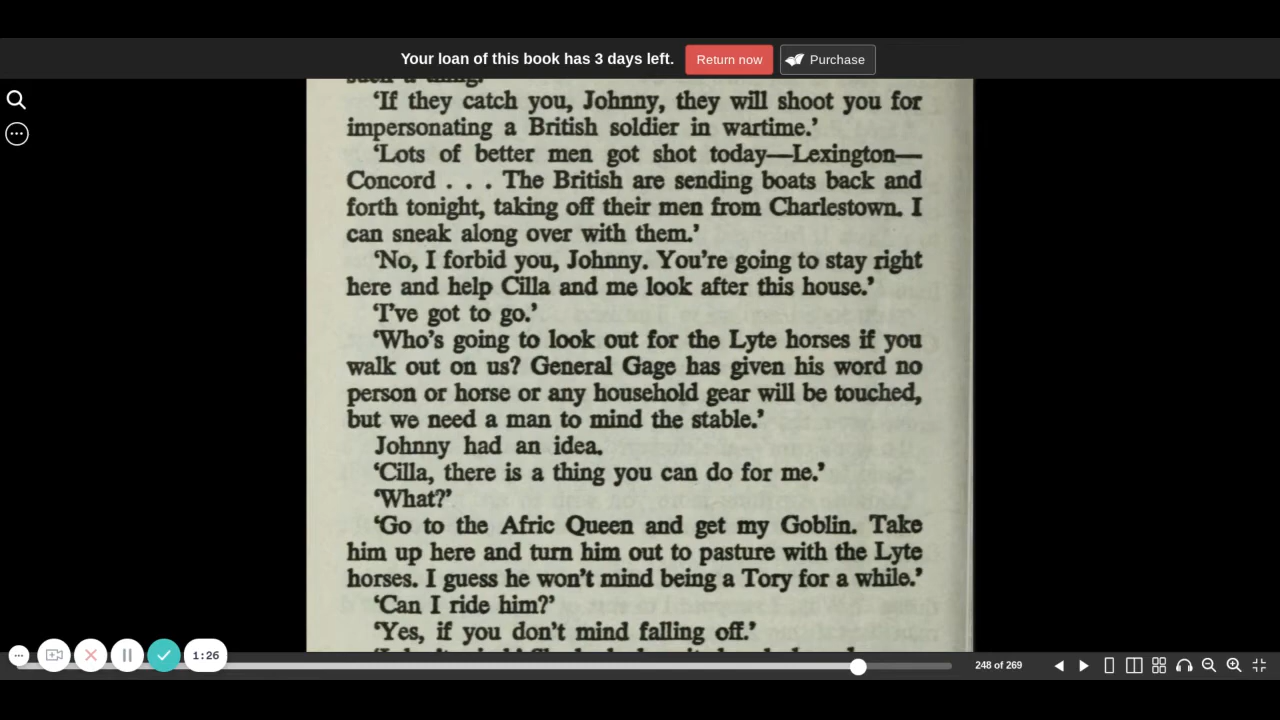 Your loan of this book has 3 days left. Return now Purchase
such a thing.
‘If they catch you, Johnny, they will shoot you for
impersonating a British soldier in wartime.’
‘Lots of better men got shot today—Lexington—
Concord . . . The British are sending boats back and
forth tonight, taking off their men from Charlestown. I
can sneak along over with them.’
‘No, I forbid you, Johnny. You’re going to stay right
here and help Cilla and me look after this house.’
‘I’ve got to go.’
‘Who’s going to look out for the Lyte horses if you
walk out on us? General Gage has given his word no
person or horse or any household gear will be touched,
but we need a man to mind the stable.’
Johnny had an idea.
‘Cilla, there is a thing you can do for me.’
‘What?’
‘Go to the Afric Queen and get my Goblin. Take
him up here and turn him out to pasture with the Lyte
horses. I guess he won’t mind being a Tory for a while.’
‘Can I ride him?’
‘Yes, if you don’t mind falling off.’
1:26
248 of 269